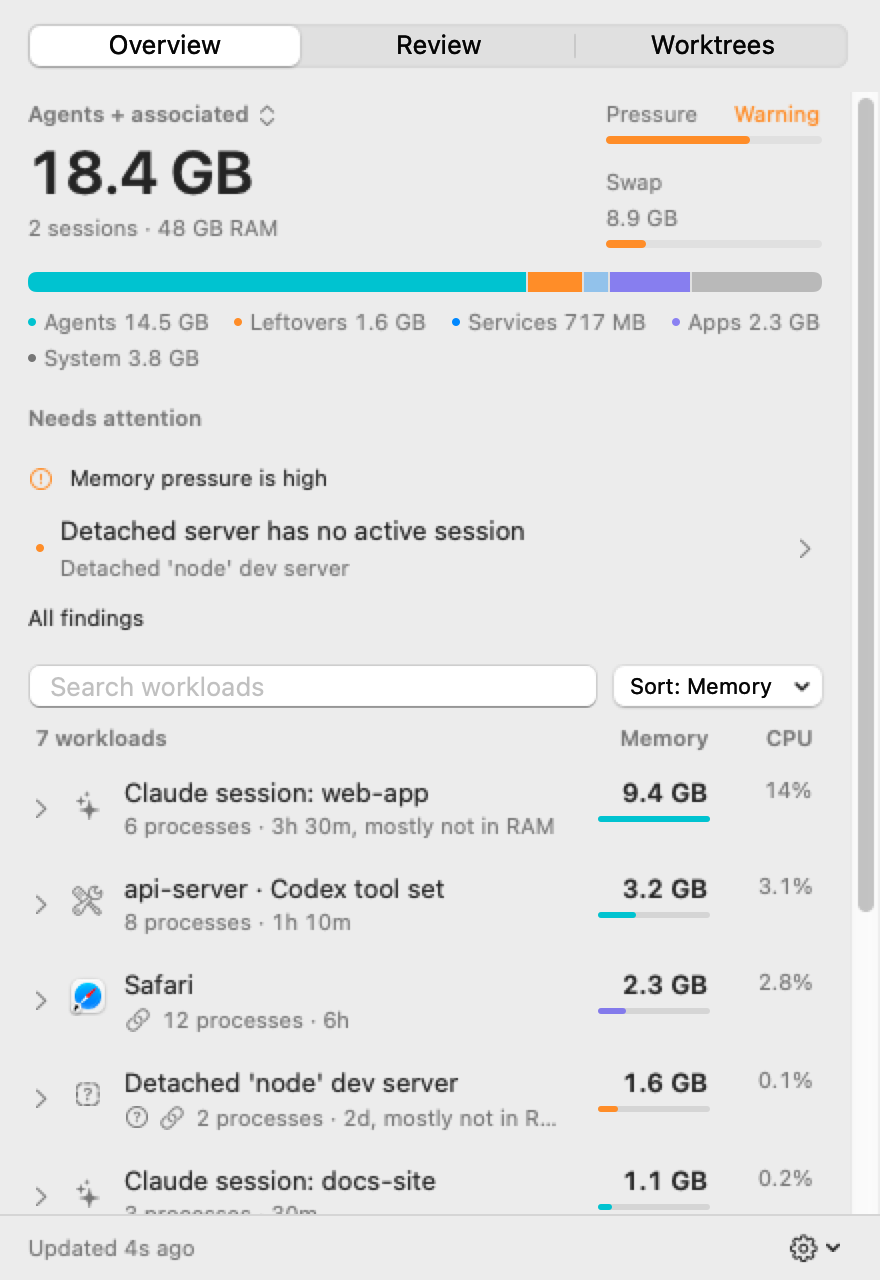 Overview Review Worktrees
Agents + associated
Pressure Warning
18.4 GB
Swap
8.9 GB
2 sessions · 48 GB RAM
Agents 14.5 GB Leftovers 1.6 GB Services 717 MB Apps 2.3 GB
System 3.8 GB
Needs attention
Memory pressure is high
Detached server has no active session
Detached 'node' dev server
All findings
Search workloads Sort: Memory
7 workloads Memory CPU
Claude session: web-app 9.4 GB 14%
6 processes · 3h 30m, mostly not in RAM
api-server · Codex tool set 3.2 GB 3.1%
8 processes · 1h 10m
Safari 2.3 GB 2.8%
12 processes · 6h
Detached 'node' dev server 1.6 GB 0.1%
2 processes · 2d, mostly not in R...
Claude session: docs-site 1.1 GB 0.2%
3 processes · 30m
Updated 4s ago